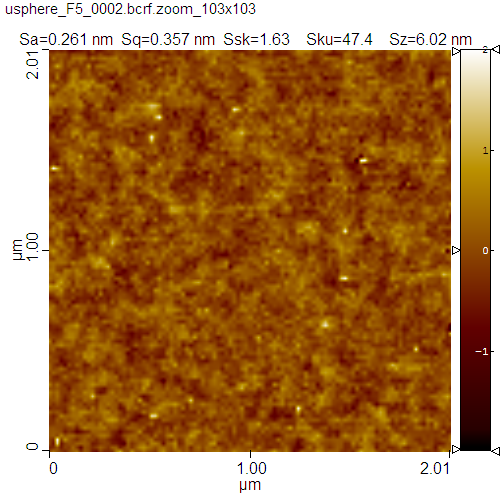 usphere_F5_0002.bcrf.zoom_103x103
Sa=0.261 nm Sq=0.357 nm Ssk=1.63 Sku=47.4 Sz=6.02 nm
2.01
1.00
0
µm
0 1.00 2.01
µm
2
1
0
−1